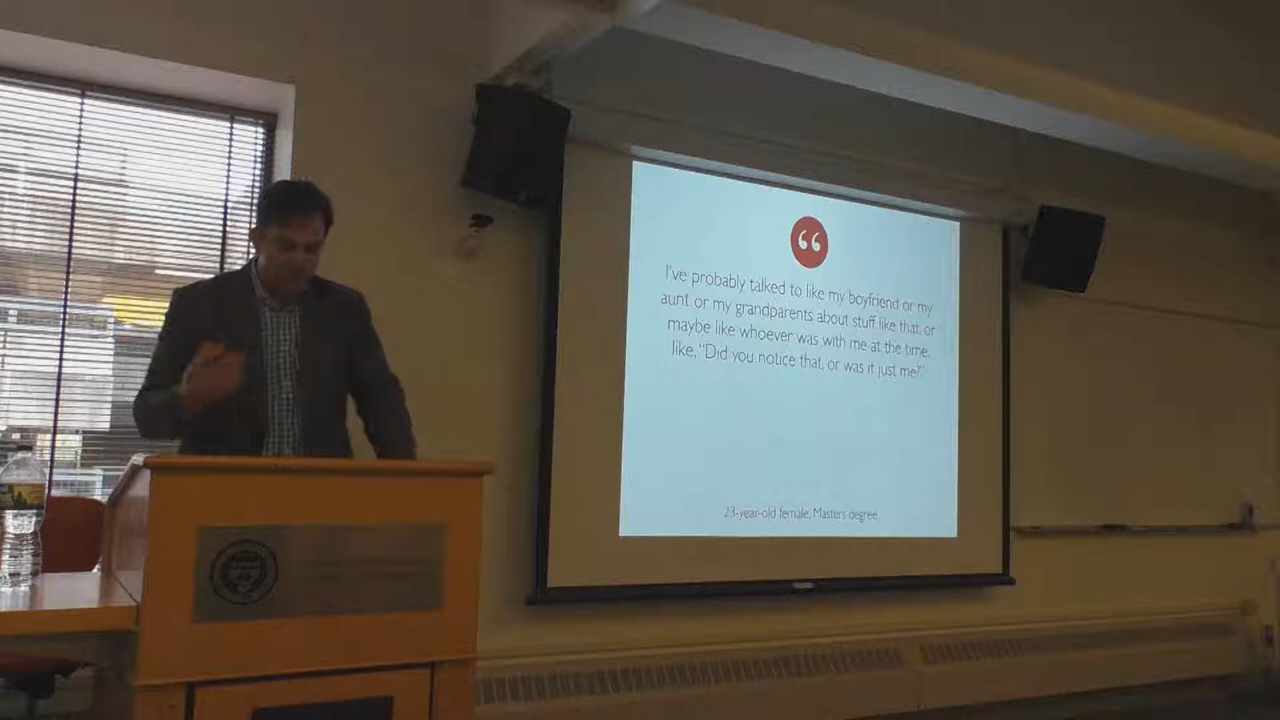 “
I've probably talked to like my boyfriend or my
aunt or my grandparents about stuff like that, or
maybe like whoever was with me at the time,
like, “Did you notice that, or was it just me?”
23-year-old female, Masters degree,